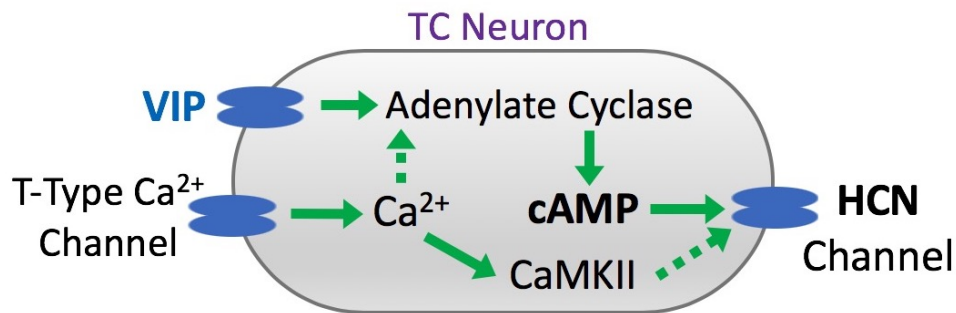 TC Neuron
VIP
Adenylate Cyclase
T-Type Ca²⁺
Channel
Ca²⁺
cAMP
HCN
Channel
CaMKII